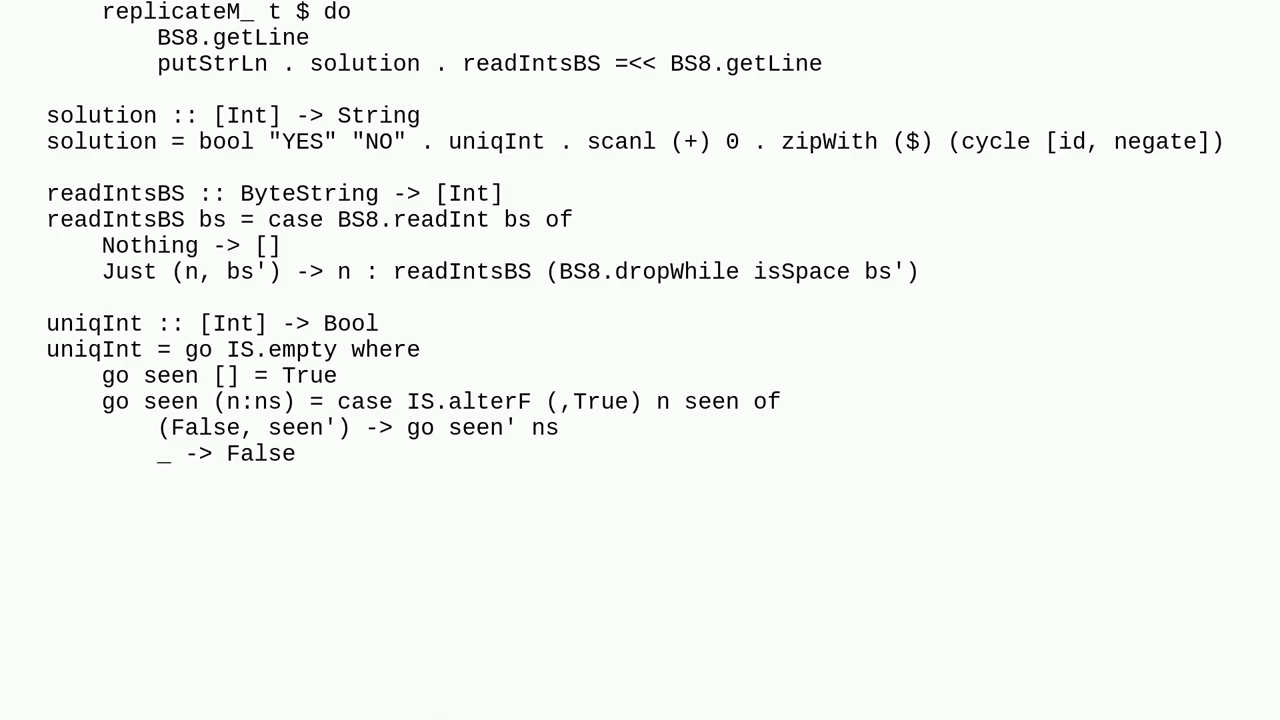 replicateM_ t $ do
        BS8.getLine
        putStrLn . solution . readIntsBS =<< BS8.getLine

solution :: [Int] -> String
solution = bool "YES" "NO" . uniqInt . scanl (+) 0 . zipWith ($) (cycle [id, negate])

readIntsBS :: ByteString -> [Int]
readIntsBS bs = case BS8.readInt bs of
    Nothing -> []
    Just (n, bs') -> n : readIntsBS (BS8.dropWhile isSpace bs')

uniqInt :: [Int] -> Bool
uniqInt = go IS.empty where
    go seen [] = True
    go seen (n:ns) = case IS.alterF (,True) n seen of
        (False, seen') -> go seen' ns
        _ -> False